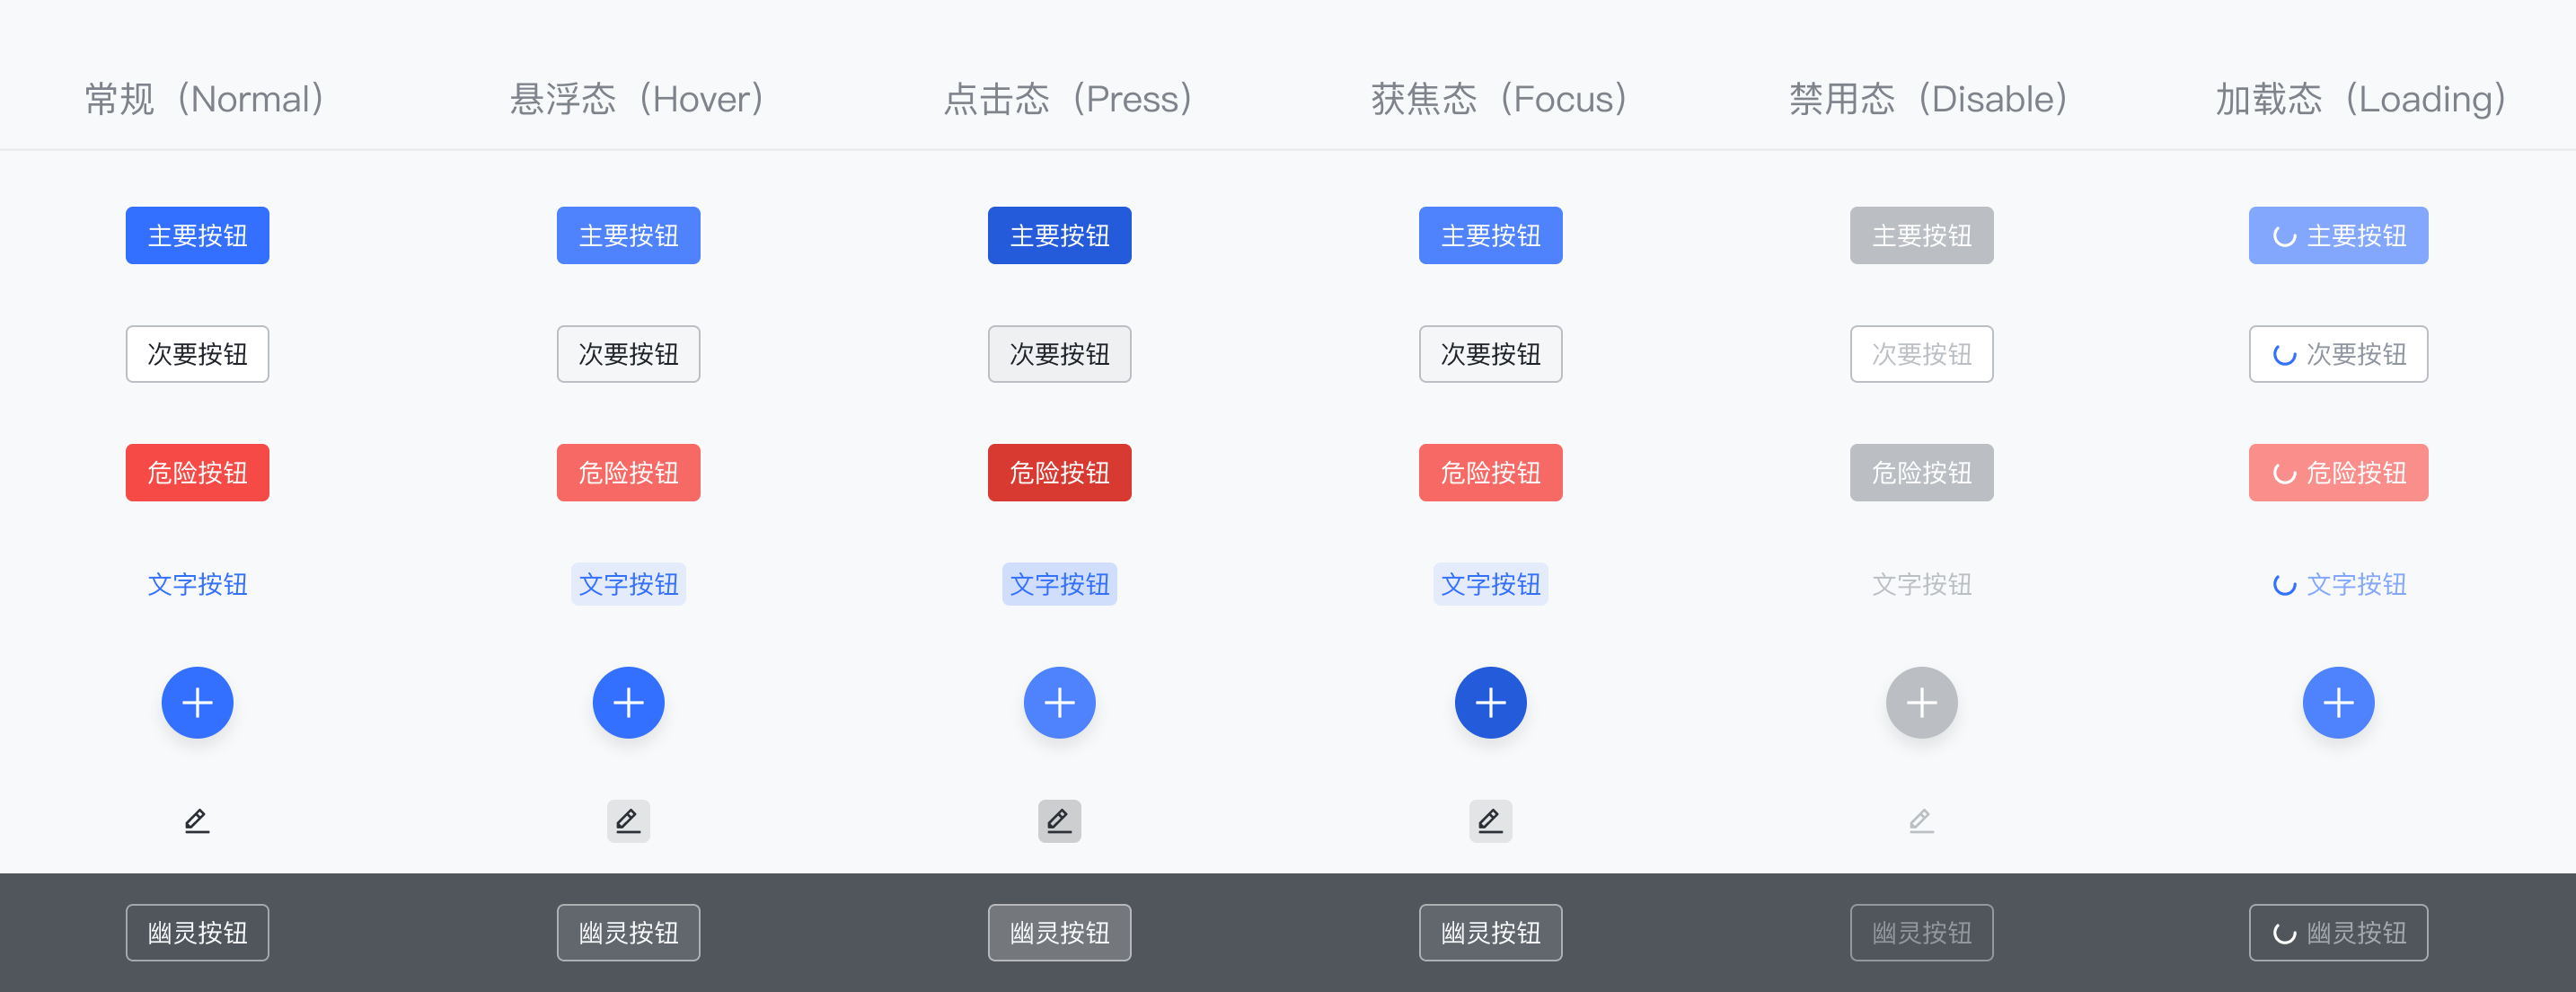 常规（Normal） 悬浮态（Hover） 点击态（Press） 获焦态（Focus） 禁用态（Disable） 加载态（Loading）
主要按钮 主要按钮 主要按钮 主要按钮 主要按钮 主要按钮
次要按钮 次要按钮 次要按钮 次要按钮 次要按钮 次要按钮
危险按钮 危险按钮 危险按钮 危险按钮 危险按钮 危险按钮
文字按钮 文字按钮 文字按钮 文字按钮 文字按钮 文字按钮
幽灵按钮 幽灵按钮 幽灵按钮 幽灵按钮 幽灵按钮 幽灵按钮